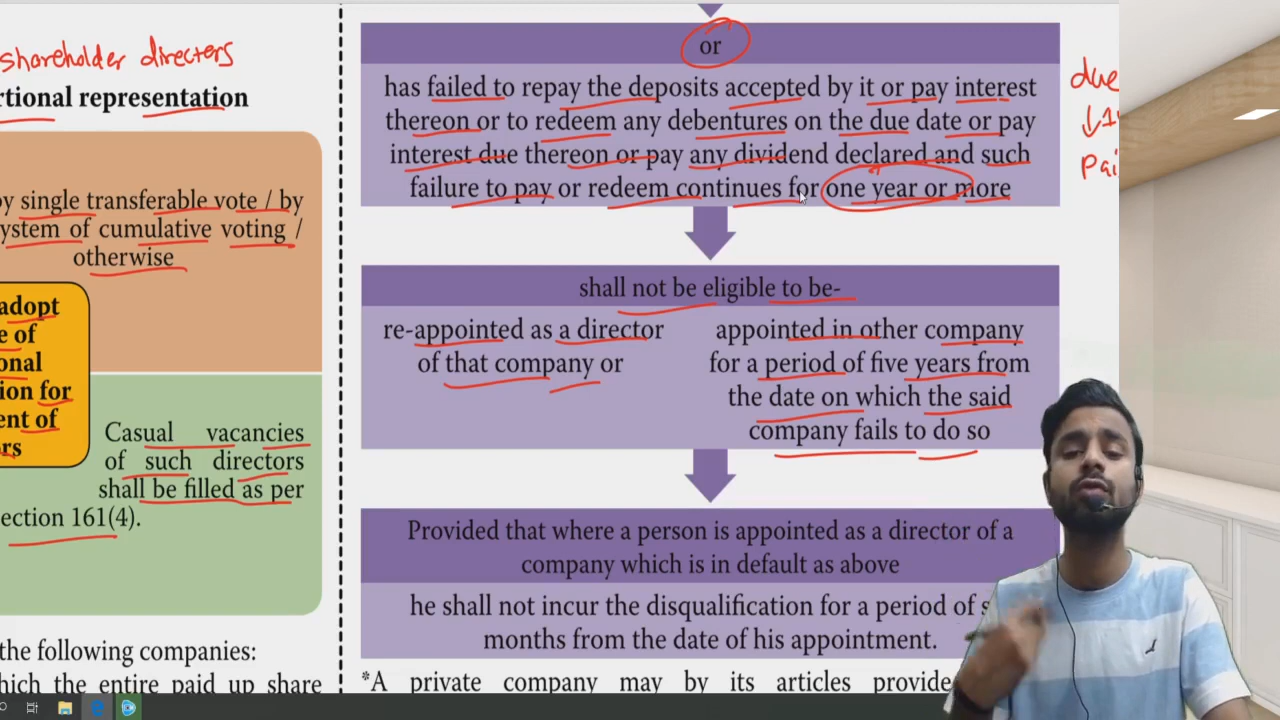 shareholder directers
rtional representation
by single transferable vote / by
ystem of cumulative voting /
otherwise
adopt
e of
onal
ion for
ent of
rs
Casual vacancies
of such directors
shall be filled as per
ection 161(4).
the following companies:
hich the entire paid up share
or
has failed to repay the deposits accepted by it or pay interest
thereon or to redeem any debentures on the due date or pay
interest due thereon or pay any dividend declared and such
failure to pay or redeem continues for one year or more
shall not be eligible to be-
re-appointed as a director
of that company or
appointed in other company
for a period of five years from
the date on which the said
company fails to do so
Provided that where a person is appointed as a director of a
company which is in default as above
he shall not incur the disqualification for a period of s
months from the date of his appointment.
*A private company may by its articles provide
due
Pai